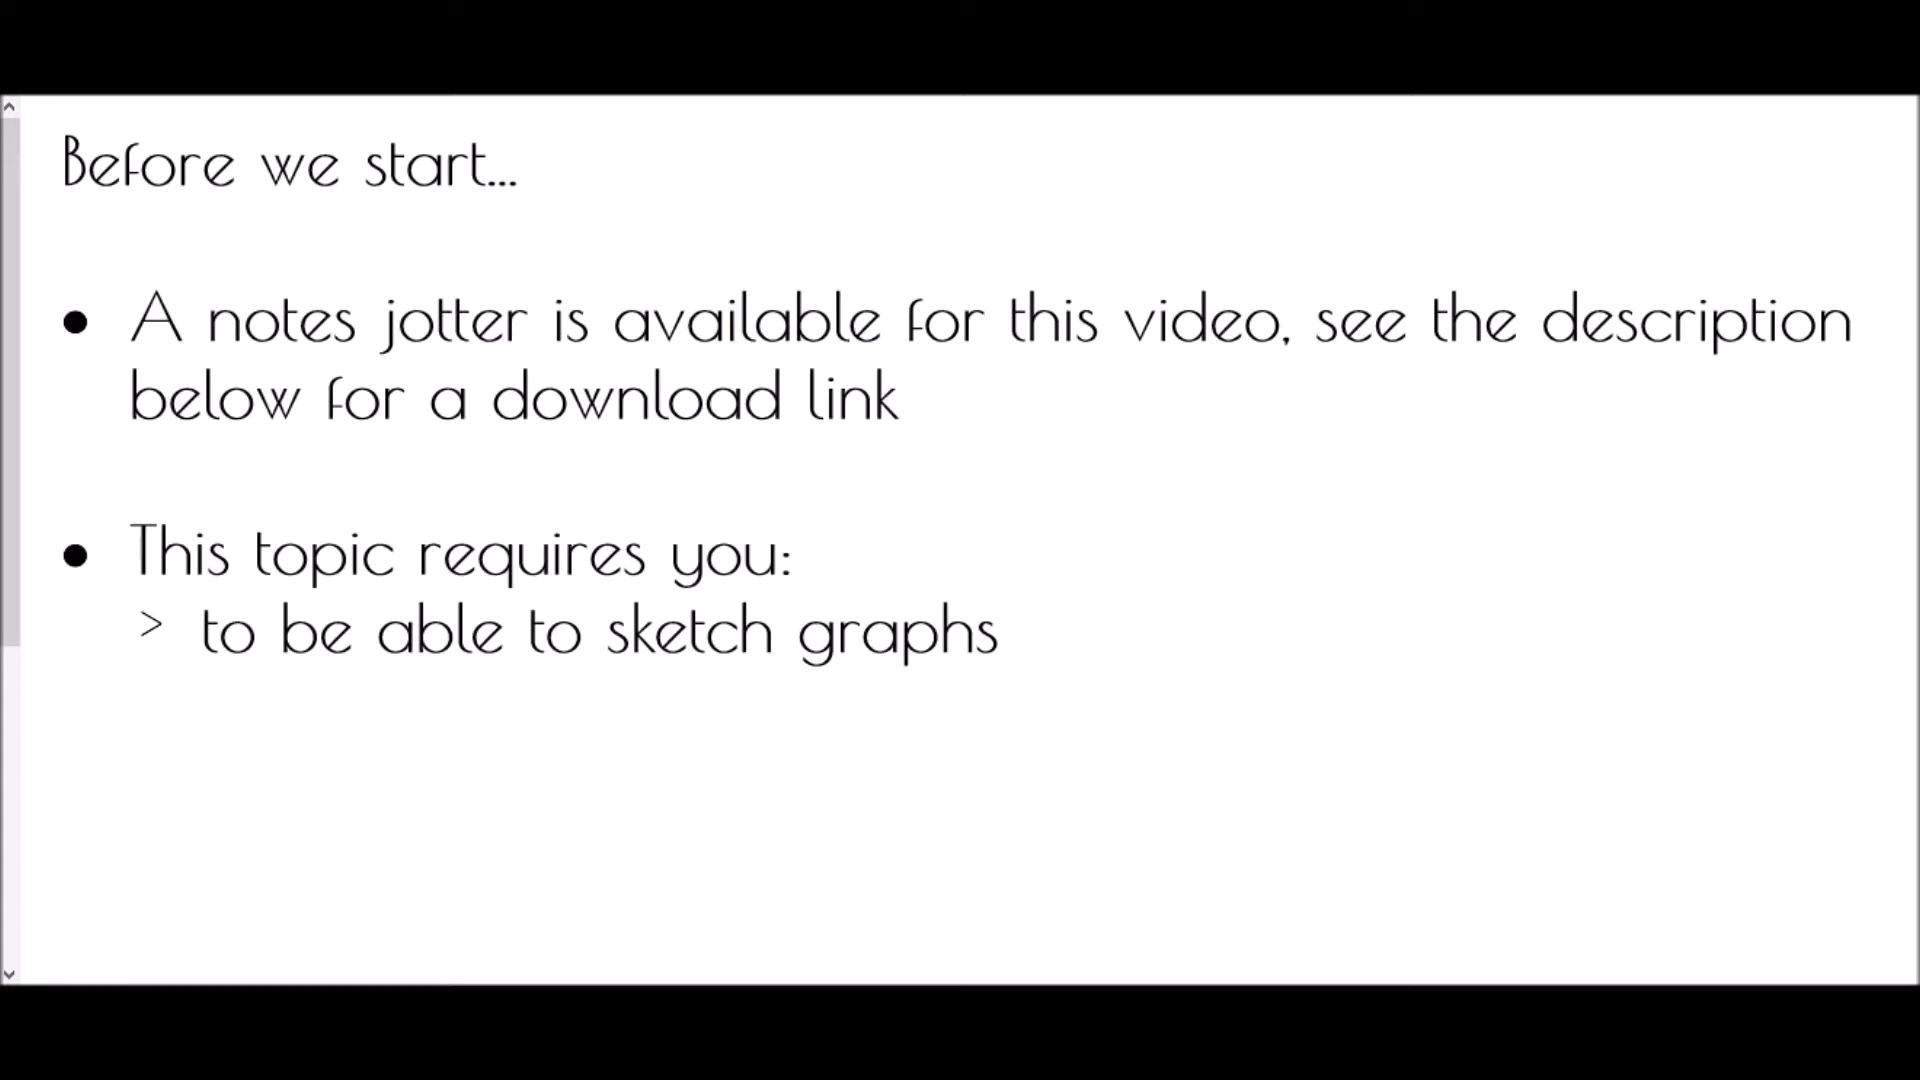 Before we start...
● A notes jotter is available for this video, see the description
below for a download link
● This topic requires you:
> to be able to sketch graphs